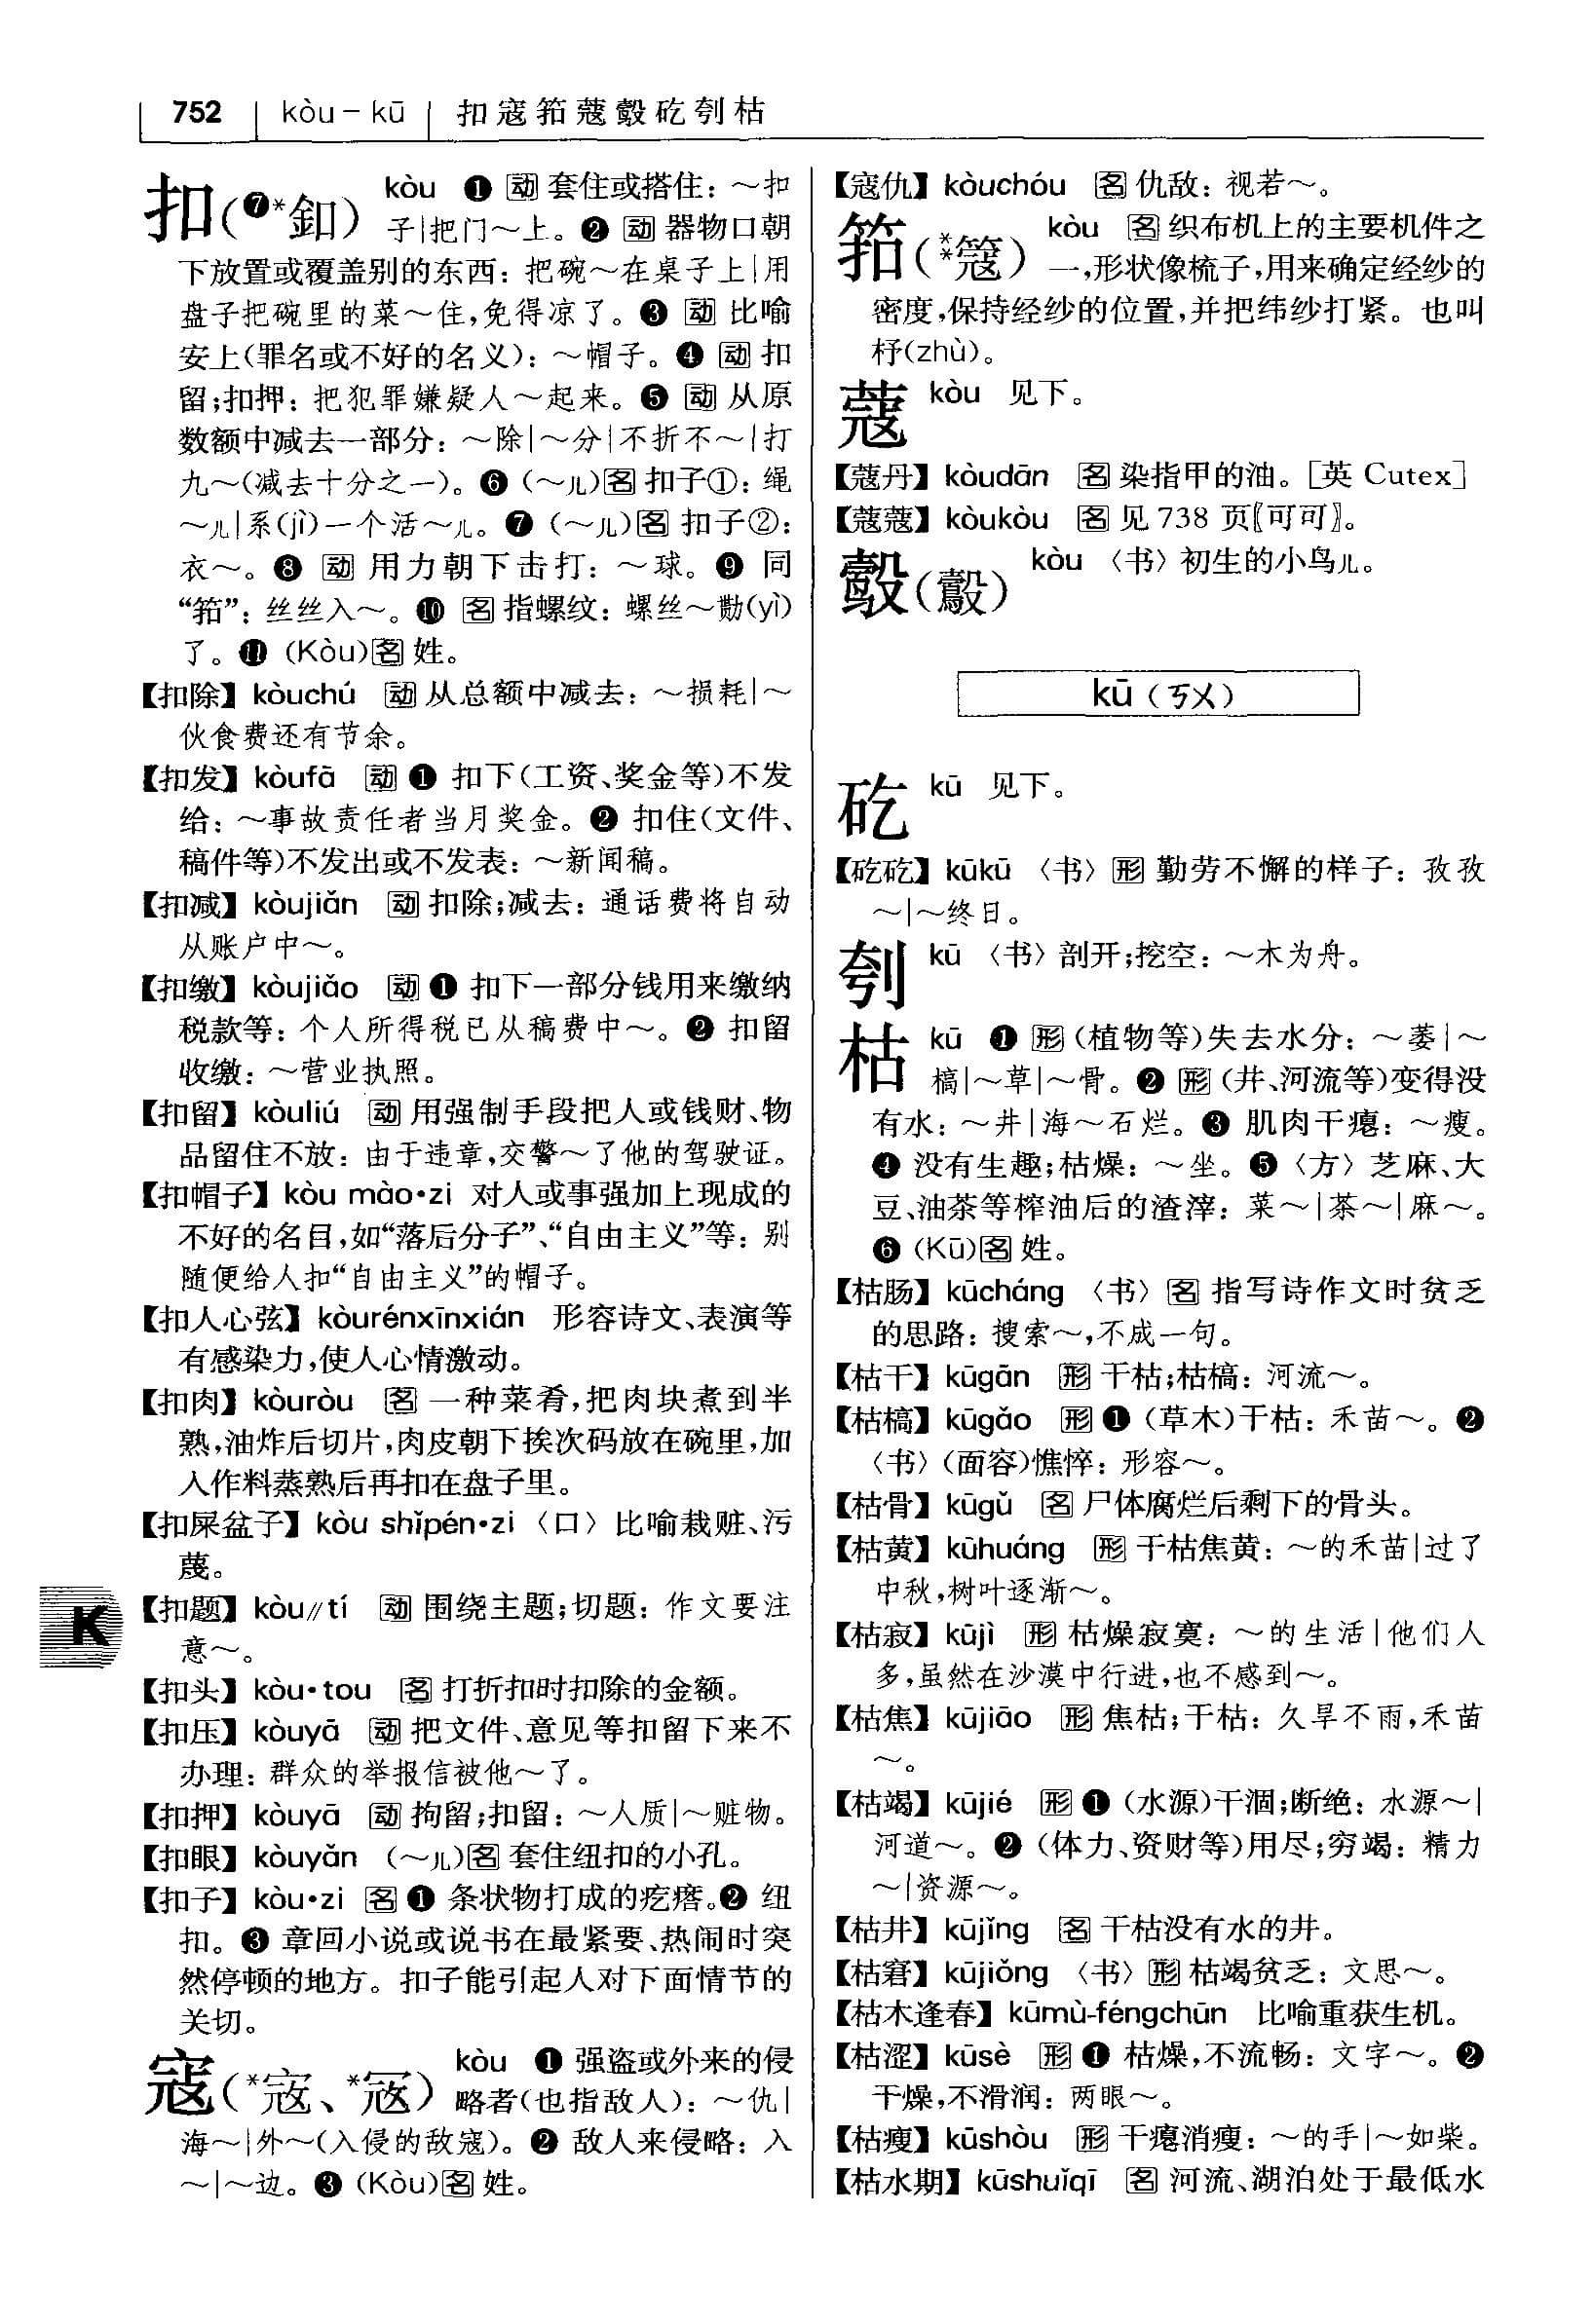 752 kòu－kū 扣寇筘蔻鷇矻刳枯
扣(❼*釦) kòu ❶ 动 套住或搭住：～扣
子|把门～上。❷ 动 器物口朝
下放置或覆盖别的东西：把碗～在桌子上|用
盘子把碗里的菜～住,免得凉了。❸ 动 比喻
安上(罪名或不好的名义)：～帽子。❹ 动 扣
留;扣押：把犯罪嫌疑人～起来。❺ 动 从原
数额中减去一部分：～除|～分|不折不～|打
九～(减去十分之一)。❻ (～儿)名 扣子①：绳
～儿|系(jì)一个活～儿。❼ (～儿)名 扣子②：
衣～。❽ 动 用力朝下击打：～球。❾ 同
“筘”：丝丝入～。❿ 名 指螺纹：螺丝～勚(yì)
了。⓫ (Kòu)名 姓。
【扣除】 kòuchú 动 从总额中减去：～损耗|～
伙食费还有节余。
【扣发】 kòufā 动 ❶ 扣下(工资、奖金等)不发
给：～事故责任者当月奖金。❷ 扣住(文件、
稿件等)不发出或不发表：～新闻稿。
【扣减】 kòujiǎn 动 扣除;减去：通话费将自动
从账户中～。
【扣缴】 kòujiǎo 动 ❶ 扣下一部分钱用来缴纳
税款等：个人所得税已从稿费中～。❷ 扣留
收缴：～营业执照。
【扣留】 kòuliú 动 用强制手段把人或钱财、物
品留住不放：由于违章,交警～了他的驾驶证。
【扣帽子】 kòu mào•zi 对人或事强加上现成的
不好的名目,如“落后分子”、“自由主义”等：别
随便给人扣“自由主义”的帽子。
【扣人心弦】 kòurénxīnxián 形容诗文、表演等
有感染力,使人心情激动。
【扣肉】 kòuròu 名 一种菜肴,把肉块煮到半
熟,油炸后切片,肉皮朝下挨次码放在碗里,加
入作料蒸熟后再扣在盘子里。
【扣屎盆子】 kòu shǐpén•zi 〈口〉 比喻栽赃、污
蔑。
【扣题】 kòu∥tí 动 围绕主题;切题：作文要注
意～。
【扣头】 kòu•tou 名 打折扣时扣除的金额。
【扣压】 kòuyā 动 把文件、意见等扣留下来不
办理：群众的举报信被他～了。
【扣押】 kòuyā 动 拘留;扣留：～人质|～赃物。
【扣眼】 kòuyǎn (～儿)名 套住纽扣的小孔。
【扣子】 kòu•zi 名 ❶ 条状物打成的疙瘩。❷ 纽
扣。❸ 章回小说或说书在最紧要、热闹时突
然停顿的地方。扣子能引起人对下面情节的
关切。
寇(*宼、*冦) kòu ❶ 强盗或外来的侵
略者(也指敌人)：～仇|
海～|外～(入侵的敌寇)。❷ 敌人来侵略：入
～|～边。❸ (Kòu)名 姓。
K
【寇仇】 kòuchóu 名 仇敌：视若～。
筘(**簆) kòu 名 织布机上的主要机件之
一,形状像梳子,用来确定经纱的
密度,保持经纱的位置,并把纬纱打紧。也叫
杼(zhù)。
蔻 kòu 见下。
【蔻丹】 kòudān 名 染指甲的油。[英 Cutex]
【蔻蔻】 kòukòu 名 见 738 页〖可可〗。
鷇(鷇) kòu 〈书〉 初生的小鸟儿。
kū (ㄎㄨ)
矻 kū 见下。
【矻矻】 kūkū 〈书〉 形 勤劳不懈的样子：孜孜
～|～终日。
刳 kū 〈书〉 剖开;挖空：～木为舟。
枯 kū ❶ 形 (植物等)失去水分：～萎|～
槁|～草|～骨。❷ 形 (井、河流等)变得没
有水：～井|海～石烂。❸ 肌肉干瘪：～瘦。
❹ 没有生趣;枯燥：～坐。❺〈方〉 芝麻、大
豆、油茶等榨油后的渣滓：菜～|茶～|麻～。
❻ (Kū)名 姓。
【枯肠】 kūcháng 〈书〉 名 指写诗作文时贫乏
的思路：搜索～,不成一句。
【枯干】 kūgān 形 干枯;枯槁：河流～。
【枯槁】 kūgǎo 形 ❶ (草木)干枯：禾苗～。❷
〈书〉 (面容)憔悴：形容～。
【枯骨】 kūgǔ 名 尸体腐烂后剩下的骨头。
【枯黄】 kūhuáng 形 干枯焦黄：～的禾苗|过了
中秋,树叶逐渐～。
【枯寂】 kūjì 形 枯燥寂寞：～的生活|他们人
多,虽然在沙漠中行进,也不感到～。
【枯焦】 kūjiāo 形 焦枯;干枯：久旱不雨,禾苗
～。
【枯竭】 kūjié 形 ❶ (水源)干涸;断绝：水源～|
河道～。❷ (体力、资财等)用尽;穷竭：精力
～|资源～。
【枯井】 kūjǐng 名 干枯没有水的井。
【枯窘】 kūjiǒng 〈书〉 形 枯竭贫乏：文思～。
【枯木逢春】 kūmù-féngchūn 比喻重获生机。
【枯涩】 kūsè 形 ❶ 枯燥,不流畅：文字～。❷
干燥,不滑润：两眼～。
【枯瘦】 kūshòu 形 干瘪消瘦：～的手|～如柴。
【枯水期】 kūshuǐqī 名 河流、湖泊处于最低水